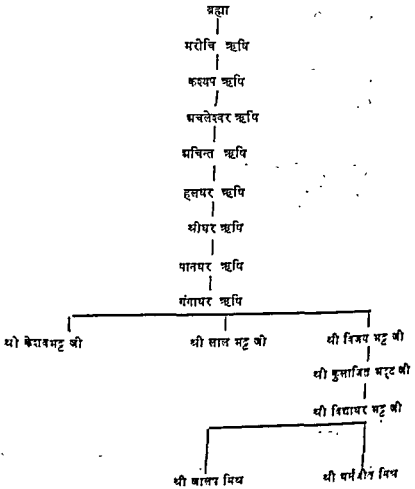 ब्रह्मा
मरीचि ऋषि
कश्यप ऋषि
अचलेश्वर ऋषि
अचिन्त ऋषि
हलधर ऋषि
श्रीधर ऋषि
पानधर ऋषि
गंगाधर ऋषि
श्री केशवभट्ट जी श्री लाल भट्ट जी श्री विजय भट्ट जी
श्री भट्ट जी
श्री विद्याधर भट्ट जी
श्री मिश्र श्री मिश्र